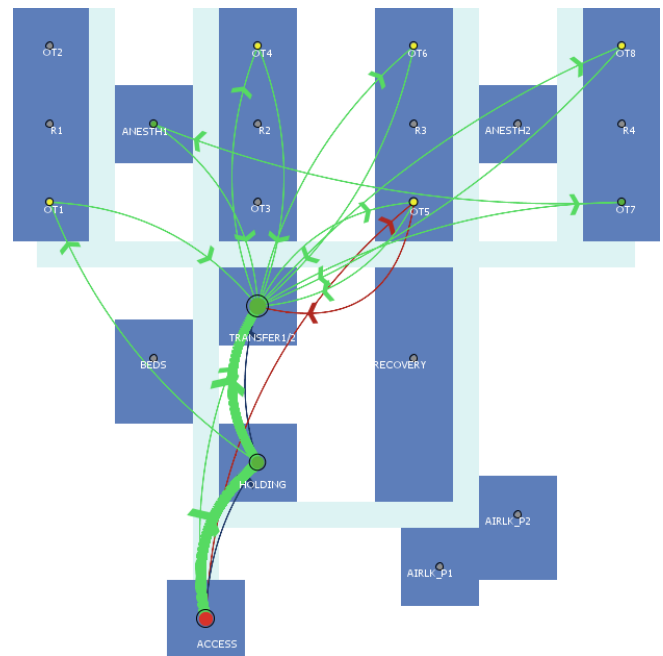 OT2
OT4
OT6
OT8
R1
ANESTH1
R2
R3
ANESTH2
R4
OT1
OT3
OT5
OT7
TRANSFER1/2
BEDS
RECOVERY
HOLDING
AIRLK_P2
AIRLK_P1
ACCESS